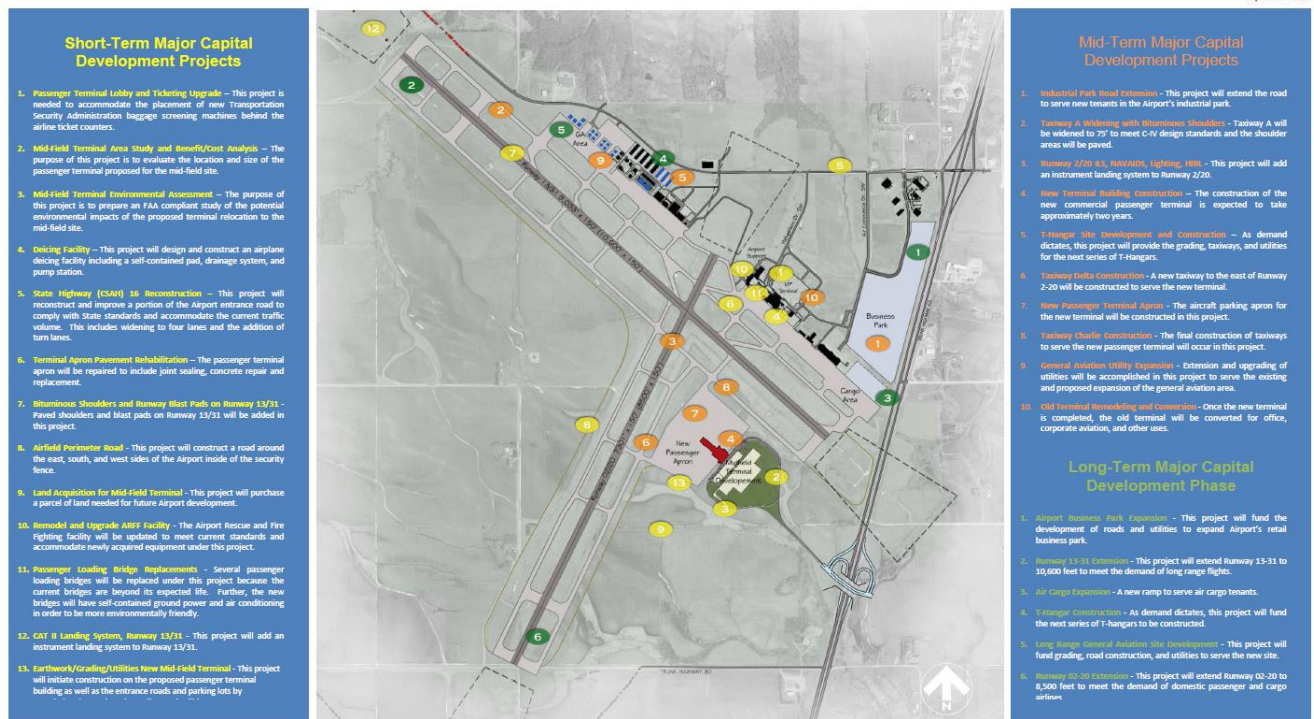 Short-Term Major Capital
Development Projects
1. Passenger Terminal Lobby and Ticketing Upgrade – This project is
needed to accommodate the placement of new Transportation
Security Administration baggage screening machines behind the
airline ticket counters.
2. Mid-Field Terminal Area Study and Benefit/Cost Analysis – The
purpose of this project is to evaluate the location and size of the
passenger terminal proposed for the mid-field site.
3. Mid-Field Terminal Environmental Assessment – The purpose of
this project is to prepare an FAA compliant study of the potential
environmental impacts of the proposed terminal relocation to the
mid-field site.
4. Deicing Facility – This project will design and construct an airplane
deicing facility including a self-contained pad, drainage system, and
pump station.
5. State Highway (CSAH) 16 Reconstruction – This project will
reconstruct and improve a portion of the Airport entrance road to
comply with State standards and accommodate the current traffic
volume. This includes widening to four lanes and the addition of
turn lanes.
6. Terminal Apron Pavement Rehabilitation – The passenger terminal
apron will be repaired to include joint sealing, concrete repair and
replacement.
7. Bituminous Shoulders and Runway Blast Pads on Runway 13/31 -
Paved shoulders and blast pads on Runway 13/31 will be added in
this project.
8. Airfield Perimeter Road - This project will construct a road around
the east, south, and west sides of the Airport inside of the security
fence.
9. Land Acquisition for Mid-Field Terminal - This project will purchase
a parcel of land needed for future Airport development.
10. Remodel and Upgrade ARFF Facility - The Airport Rescue and Fire
Fighting facility will be updated to meet current standards and
accommodate newly acquired equipment under this project.
11. Passenger Loading Bridge Replacements - Several passenger
loading bridges will be replaced under this project because the
current bridges are beyond its expected life. Further, the new
bridges will have self-contained ground power and air conditioning
in order to be more environmentally friendly.
12. CAT II Landing System, Runway 13/31 - This project will add an
instrument landing system to Runway 13/31.
13. Earthwork/Grading/Utilities New Mid-Field Terminal - This project
will initiate construction on the proposed passenger terminal
building as well as the entrance roads and parking lots by
12
2
2
5
GA
Area
7
9
4
5
5
Airport
Support
10
1
11
Terminal
10
6
4
1
Business
Park
1
3
8
Cargo
Area
3
7
8
6
4
New
Passenger
Apron
Midfield
Terminal
Development
2
13
3
9
6
TRUNK HIGHWAY 30
N
Mid-Term Major Capital
Development Projects
1. Industrial Park Road Extension - This project will extend the road
to serve new tenants in the Airport's industrial park.
2. Taxiway A Widening with Bituminous Shoulders - Taxiway A will
be widened to 75' to meet C-IV design standards and the shoulder
areas will be paved.
3. Runway 2/20 ILS, NAVAIDS, Lighting, HIRL - This project will add
an instrument landing system to Runway 2/20.
4. New Terminal Building Construction – The construction of the
new commercial passenger terminal is expected to take
approximately two years.
5. T-Hangar Site Development and Construction – As demand
dictates, this project will provide the grading, taxiways, and utilities
for the next series of T-Hangars.
6. Taxiway Delta Construction - A new taxiway to the east of Runway
2-20 will be constructed to serve the new terminal.
7. New Passenger Terminal Apron - The aircraft parking apron for
the new terminal will be constructed in this project.
8. Taxiway Charlie Construction - The final construction of taxiways
to serve the new passenger terminal will occur in this project.
9. General Aviation Utility Expansion - Extension and upgrading of
utilities will be accomplished in this project to serve the existing
and proposed expansion of the general aviation area.
10. Old Terminal Remodeling and Conversion - Once the new terminal
is completed, the old terminal will be converted for office,
corporate aviation, and other uses.
Long-Term Major Capital
Development Phase
1. Airport Business Park Expansion - This project will fund the
development of roads and utilities to expand Airport's retail
business park.
2. Runway 13-31 Extension - This project will extend Runway 13-31 to
10,600 feet to meet the demand of long range flights.
3. Air Cargo Expansion - A new ramp to serve air cargo tenants.
4. T-Hangar Construction - As demand dictates, this project will fund
the next series of T-hangars to be constructed.
5. Long Range General Aviation Site Development - This project will
fund grading, road construction, and utilities to serve the new site.
6. Runway 02-20 Extension - This project will extend Runway 02-20 to
8,500 feet to meet the demand of domestic passenger and cargo
airlines